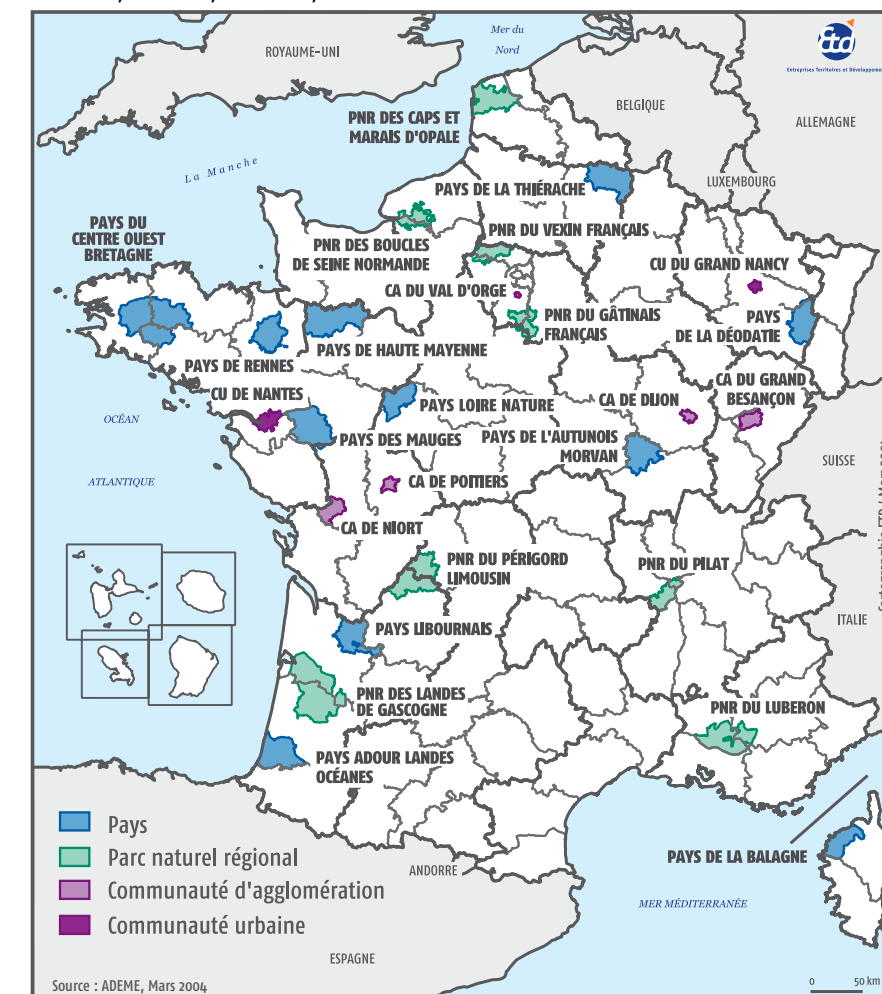 Mer du
Nord
Etd
Entreprises Territoires et Développement
ROYAUME-UNI
BELGIQUE
ALLEMAGNE
PNR DES CAPS ET
MARAIS D'OPALE
La Manche
LUXEMBOURG
PAYS DE LA THIÉRACHE
PAYS DU
CENTRE OUEST
BRETAGNE
PNR DU VEXIN FRANÇAIS
PNR DES BOUCLES
DE SEINE NORMANDE
CU DU GRAND NANCY
CA DU VAL D'ORGE
PNR DU GÂTINAIS
FRANÇAIS
PAYS
DE LA DÉODATIE
PAYS DE HAUTE MAYENNE
PAYS DE RENNES
CA DU GRAND
BESANÇON
CU DE NANTES
CA DE DIJON
PAYS LOIRE NATURE
OCÉAN
PAYS DES MAUGES
PAYS DE L'AUTUNOIS
MORVAN
SUISSE
ATLANTIQUE
CA DE POITIERS
CA DE NIORT
PNR DU PÉRIGORD
LIMOUSIN
PNR DU PILAT
ITALIE
PAYS LIBOURNAIS
PNR DES LANDES
DE GASCOGNE
PNR DU LUBERON
PAYS ADOUR LANDES
OCÉANES
Pays
Parc naturel régional
Communauté d'agglomération
Communauté urbaine
PAYS DE LA BALAGNE
ANDORRE
MER MÉDITERRANÉE
ESPAGNE
Source : ADEME, Mars 2004
0 50 km